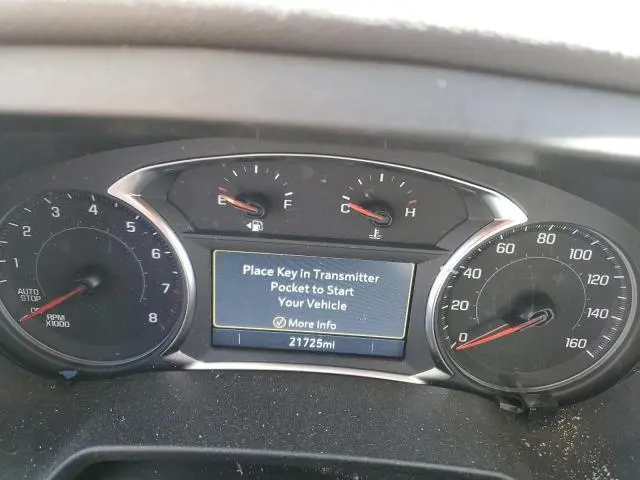 E F
C H
1 2 3 4 5 6 7 8
AUTO
STOP
RPM
X1000
Place Key in Transmitter
Pocket to Start
Your Vehicle
More Info
21725mi
0 20 40 60 80 100 120 140 160